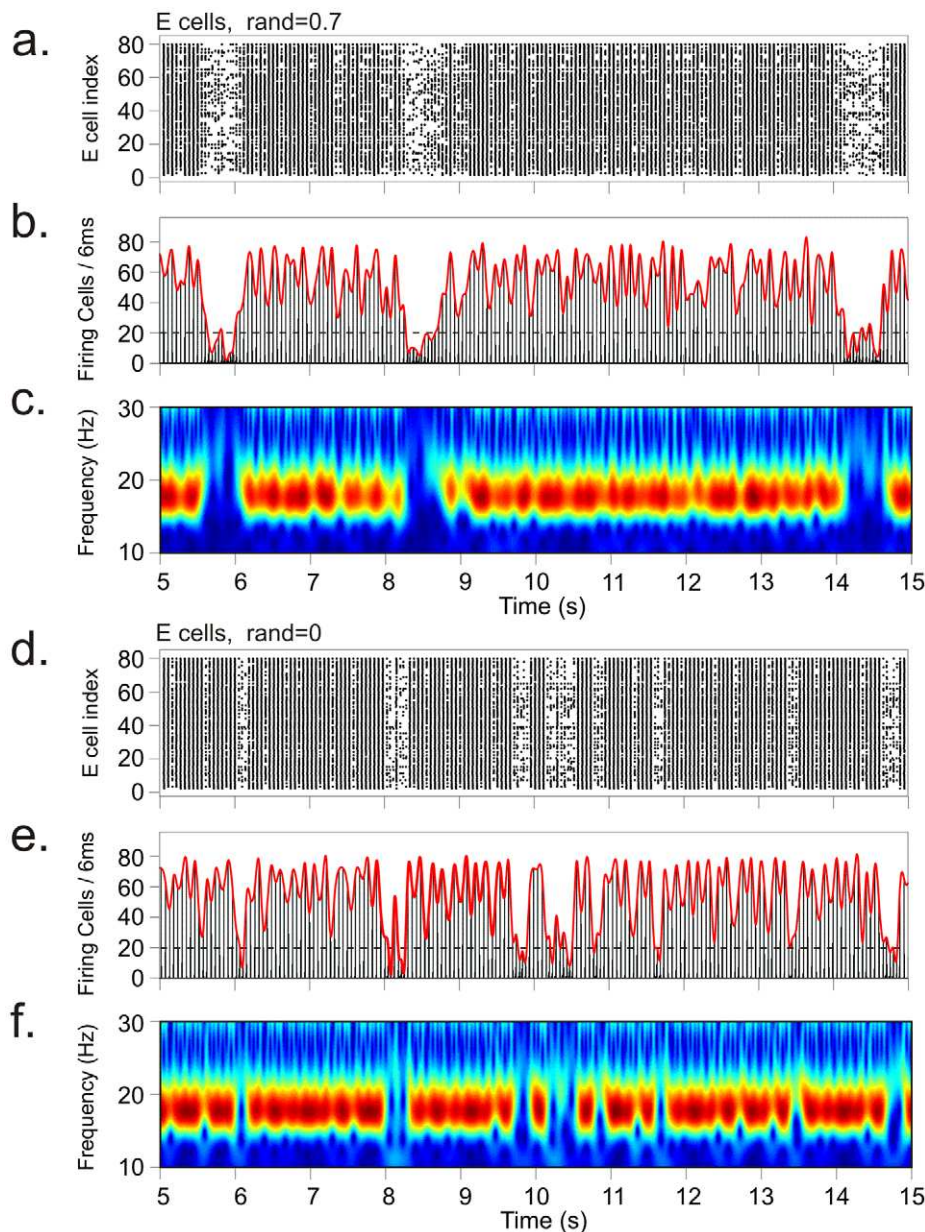 a.
E cells, rand=0.7
E cell index
80
60
40
20
0
b.
Firing Cells / 6ms
80
60
40
20
0
c.
Frequency (Hz)
30
20
10
5 6 7 8 9 10 11 12 13 14 15
Time (s)
d.
E cells, rand=0
E cell index
80
60
40
20
0
e.
Firing Cells / 6ms
80
60
40
20
0
f.
Frequency (Hz)
30
20
10
5 6 7 8 9 10 11 12 13 14 15
Time (s)